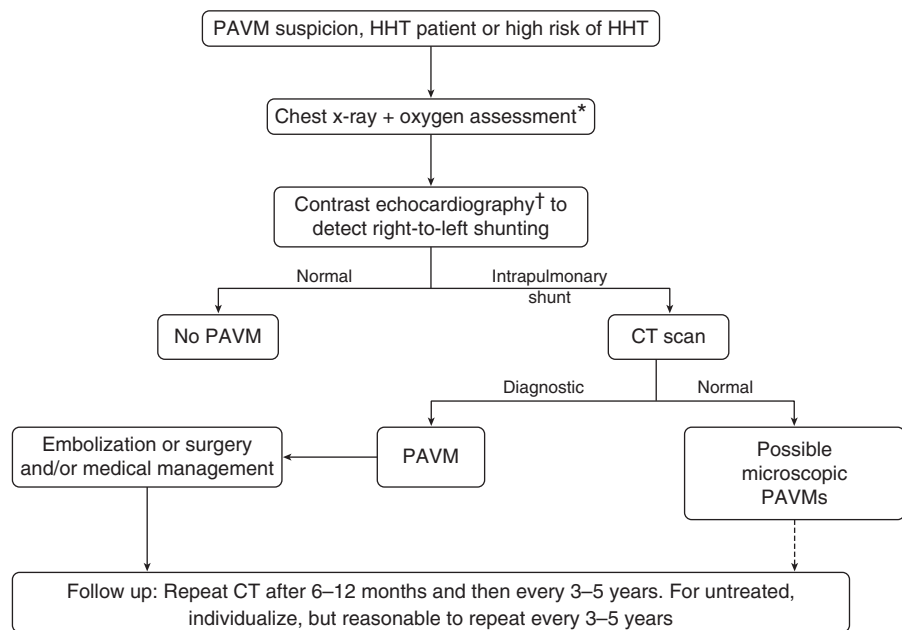 PAVM suspicion, HHT patient or high risk of HHT
Chest x-ray + oxygen assessment*
Contrast echocardiography† to
detect right-to-left shunting
Normal
Intrapulmonary
shunt
No PAVM
CT scan
Diagnostic
Normal
Embolization or surgery
and/or medical management
PAVM
Possible
microscopic
PAVMs
Follow up: Repeat CT after 6–12 months and then every 3–5 years. For untreated,
individualize, but reasonable to repeat every 3–5 years